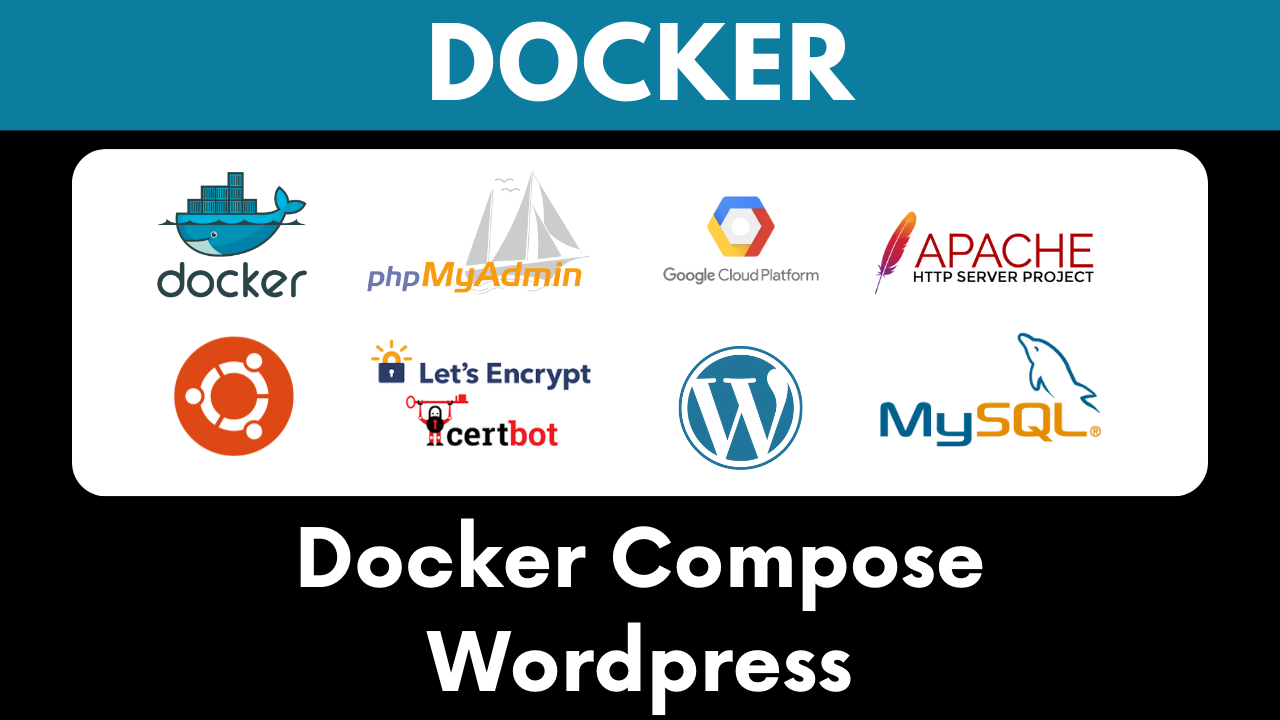 DOCKER
docker
phpMyAdmin
Google Cloud Platform
APACHE
HTTP SERVER PROJECT
Let's Encrypt
certbot
W
MySQL®
Docker Compose
Wordpress